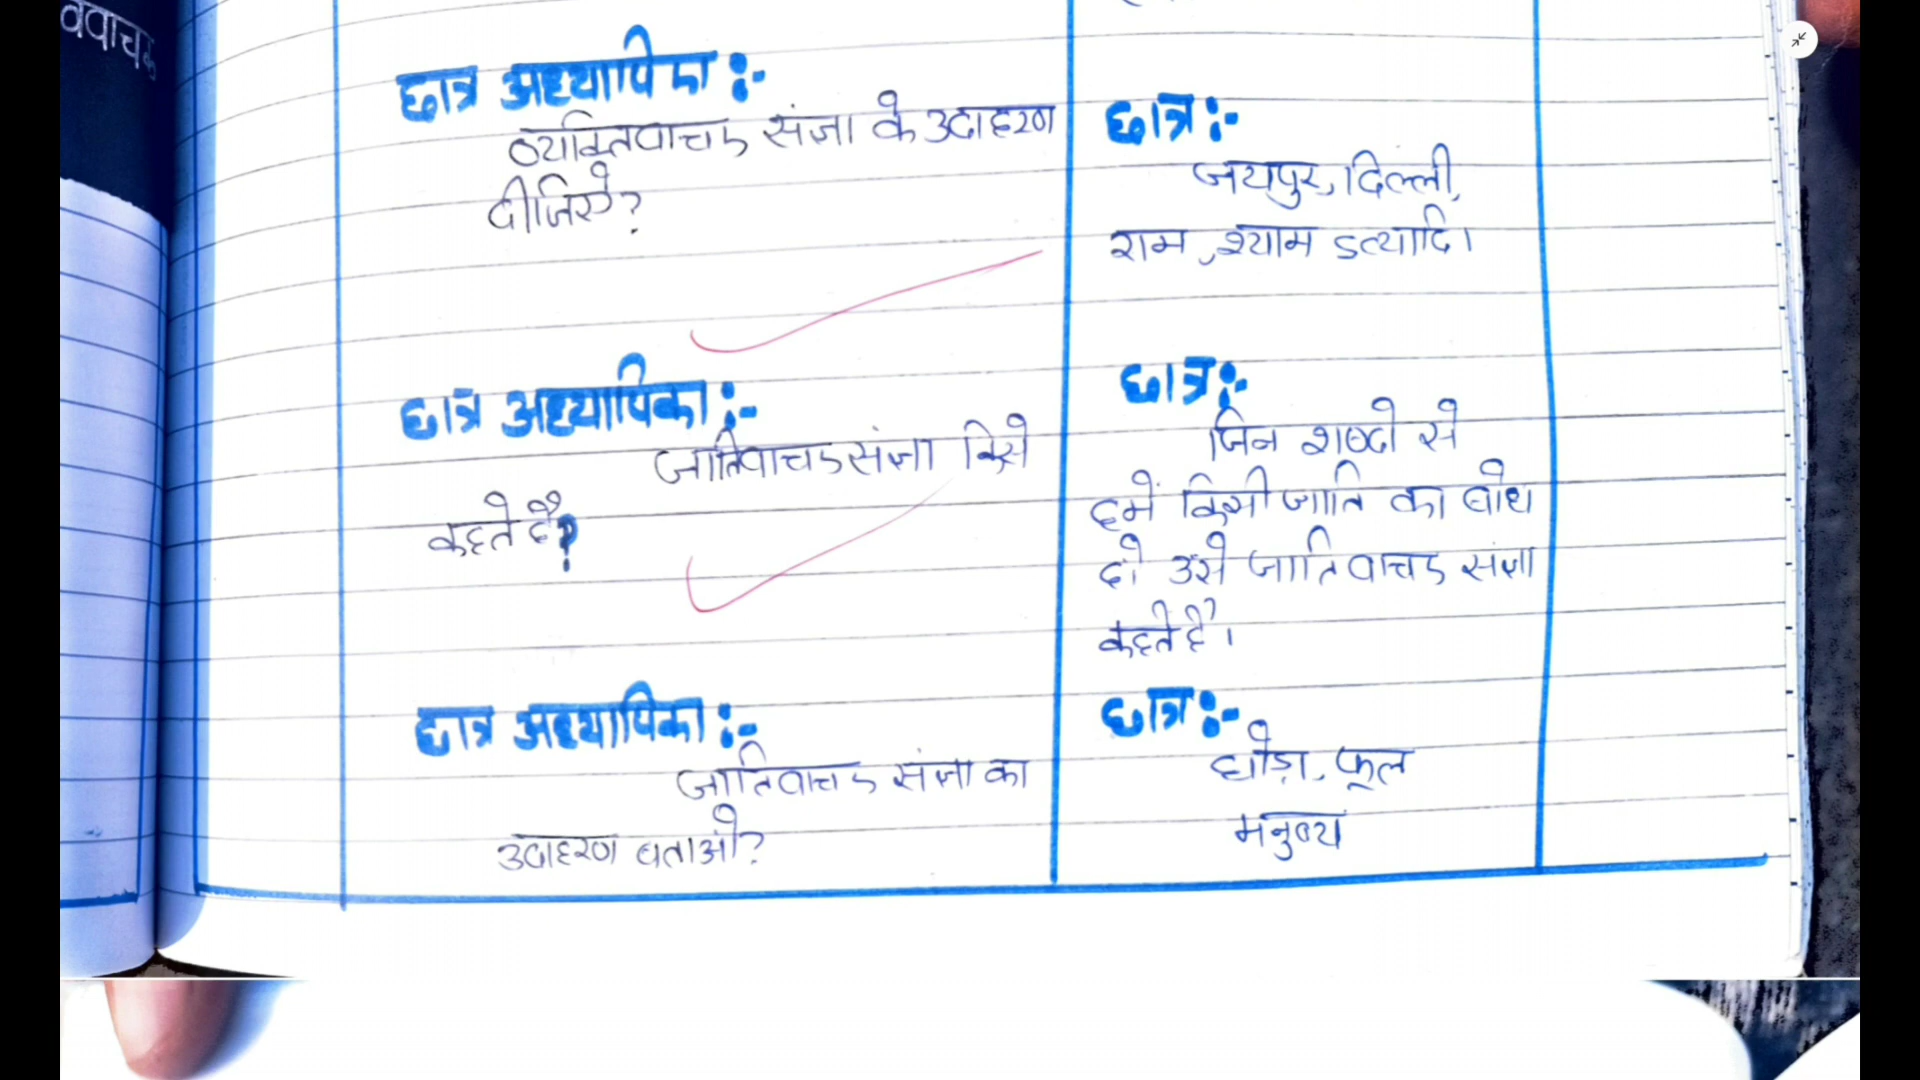 छात्र अध्यापिका :-
व्यक्तिवाचक संज्ञा के उदाहरण
दीजिए?
छात्र :-
जयपुर, दिल्ली,
राम, श्याम इत्यादि।
छात्र अध्यापिका :-
जातिवाचक संज्ञा किसे
कहते है?
छात्र :-
जिन शब्दो से
हमें किसी जाति का बोध
हो उसे जातिवाचक संज्ञा
कहते है।
छात्र अध्यापिका :-
जातिवाचक संज्ञा का
उदाहरण बताओ?
छात्र :-
घोड़ा, फूल
मनुष्य